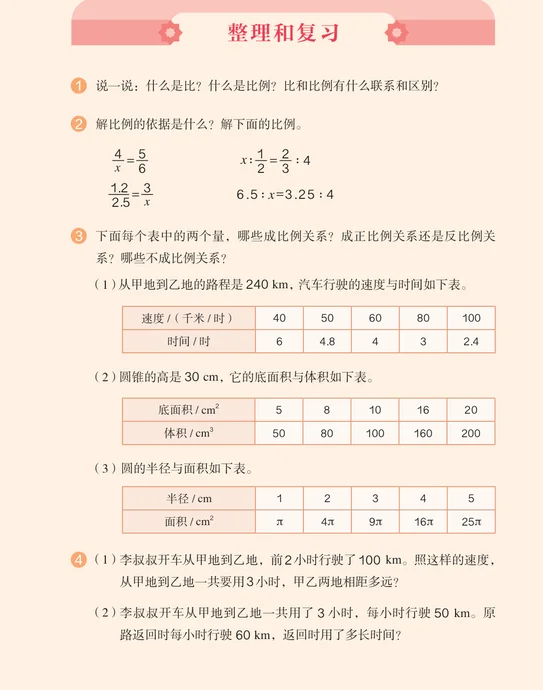 整理和复习
1 说一说：什么是比？什么是比例？比和比例有什么联系和区别？
2 解比例的依据是什么？解下面的比例。
4/x=5/6 x∶1/2=2/3∶4
1.2/2.5=3/x 6.5∶x=3.25∶4
3 下面每个表中的两个量，哪些成比例关系？成正比例关系还是反比例关
系？哪些不成比例关系？
（1）从甲地到乙地的路程是240 km，汽车行驶的速度与时间如下表。
速度 /（千米 / 时） 40 50 60 80 100
时间 / 时 6 4.8 4 3 2.4
（2）圆锥的高是 30 cm，它的底面积与体积如下表。
底面积 / cm² 5 8 10 16 20
体积 / cm³ 50 80 100 160 200
（3）圆的半径与面积如下表。
半径 / cm 1 2 3 4 5
面积 / cm² π 4π 9π 16π 25π
4 （1）李叔叔开车从甲地到乙地，前2小时行驶了100 km。照这样的速度，
从甲地到乙地一共要用3小时，甲乙两地相距多远？
（2）李叔叔开车从甲地到乙地一共用了 3 小时，每小时行驶 50 km。原
路返回时每小时行驶 60 km，返回时用了多长时间？